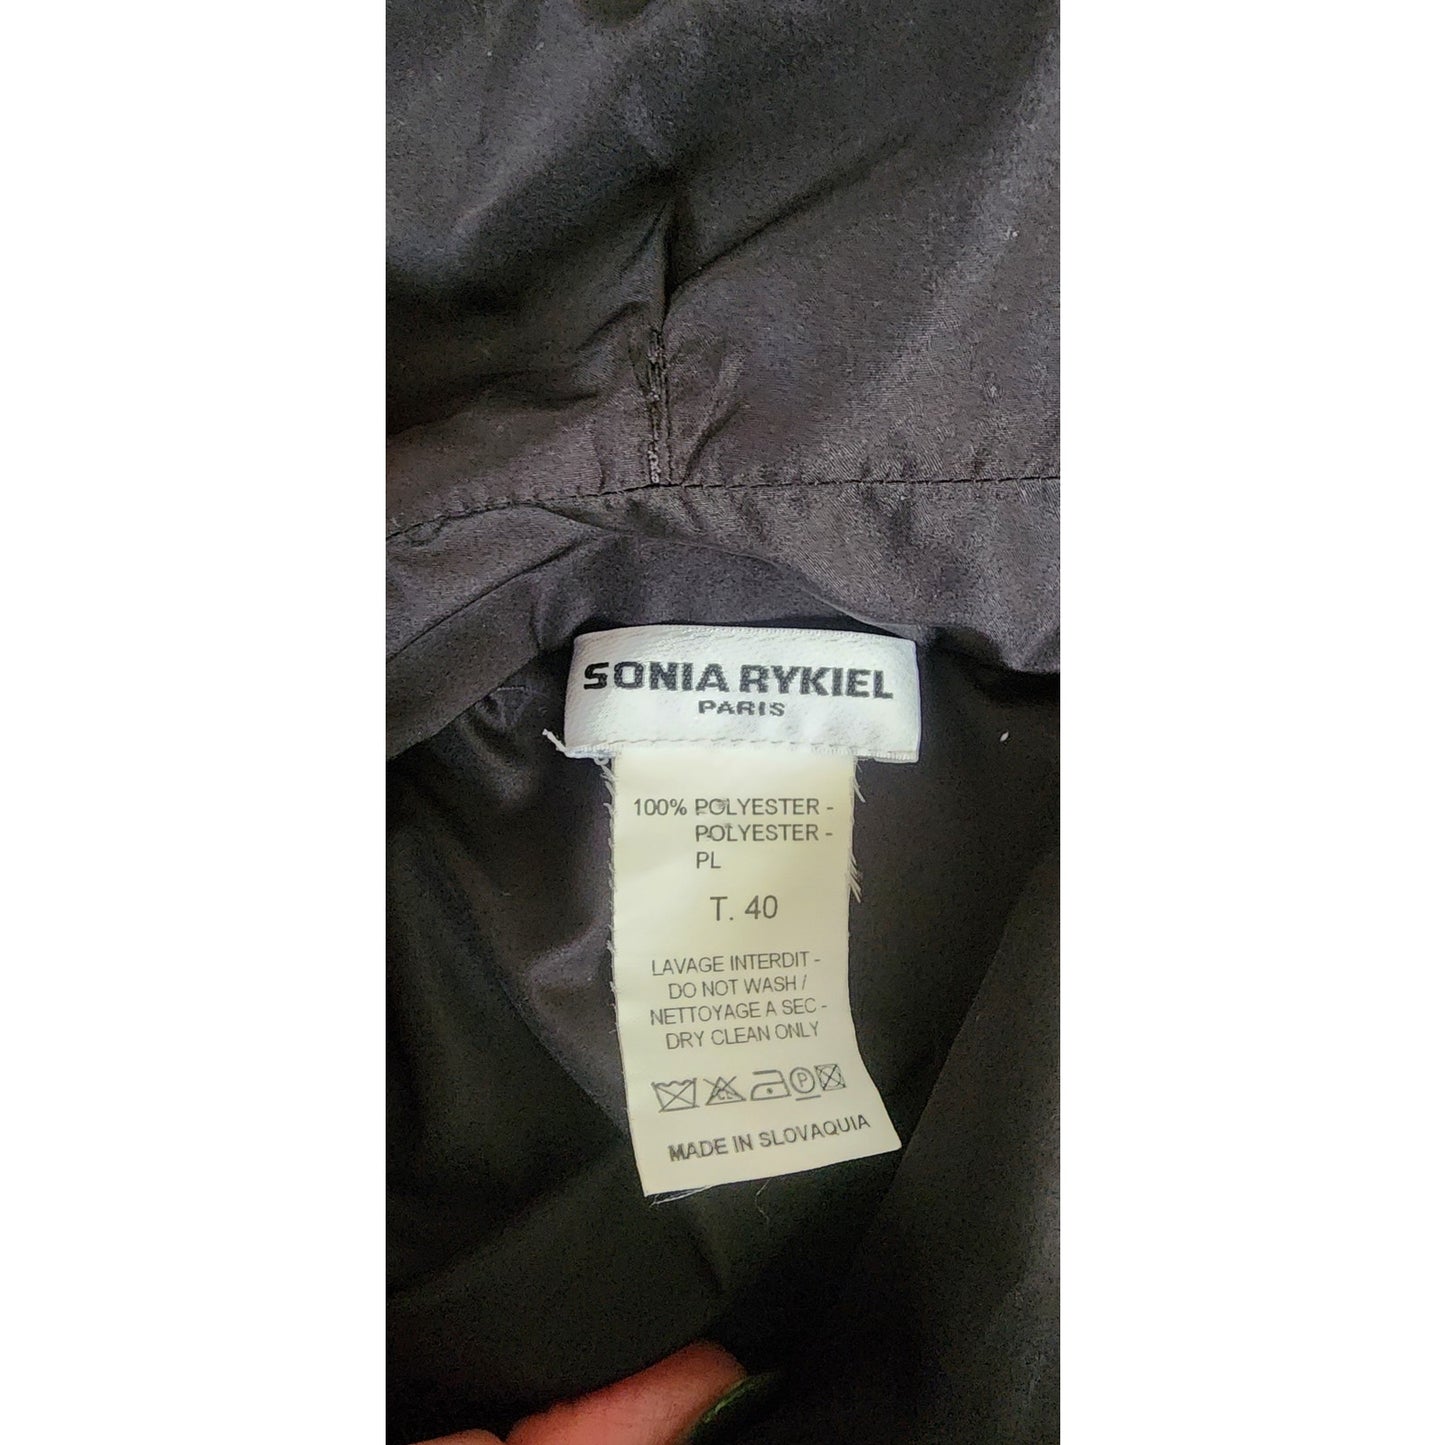 SONIA RYKIEL
PARIS
100% POLYESTER -
POLYESTER -
PL
T. 40
LAVAGE INTERDIT -
DO NOT WASH /
NETTOYAGE A SEC -
DRY CLEAN ONLY
CL P
MADE IN SLOVAQUIA